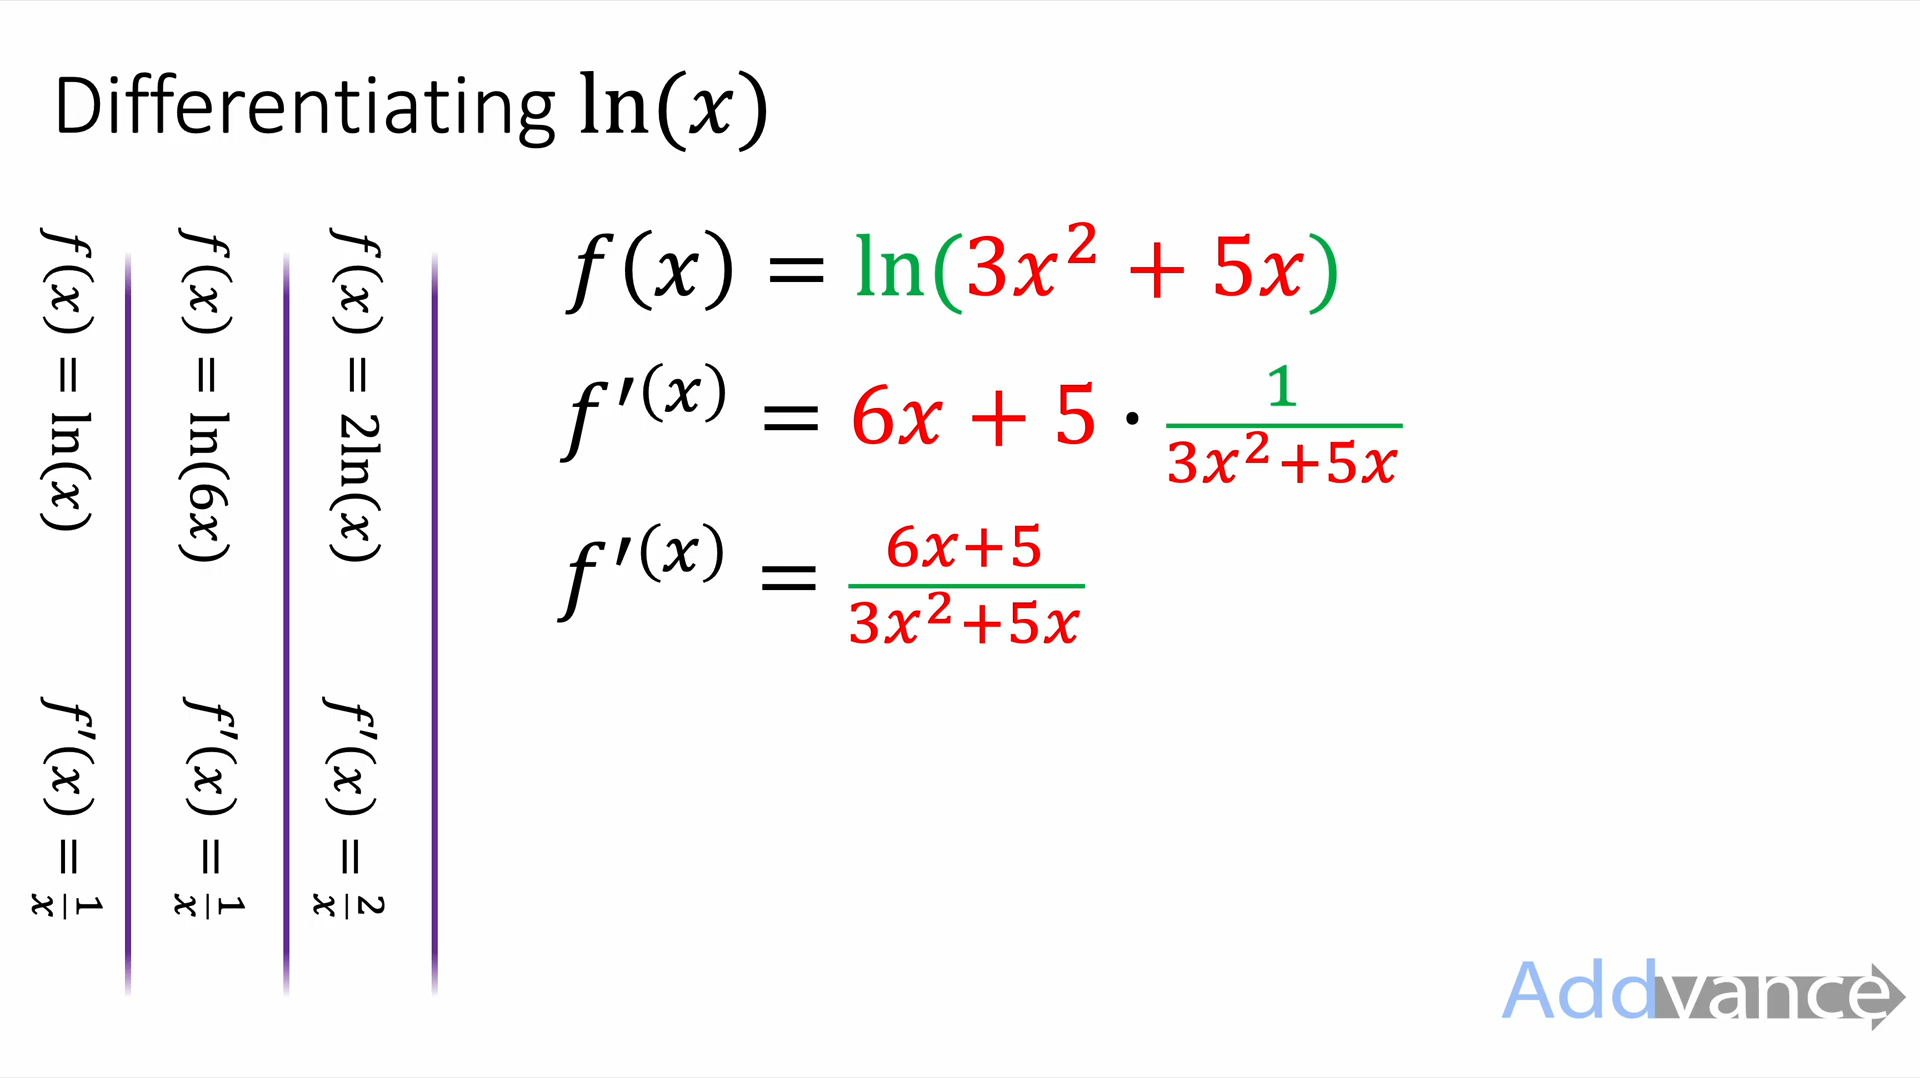 Differentiating ln(x)
f(x) = ln(x)
f′(x) = 1/x
f(x) = ln(6x)
f′(x) = 1/x
f(x) = 2ln(x)
f′(x) = 2/x
f(x) = ln(3x² + 5x)
f′⁽ˣ⁾ = 6x + 5 · 1/(3x²+5x)
f′⁽ˣ⁾ = (6x+5)/(3x²+5x)
Addvance